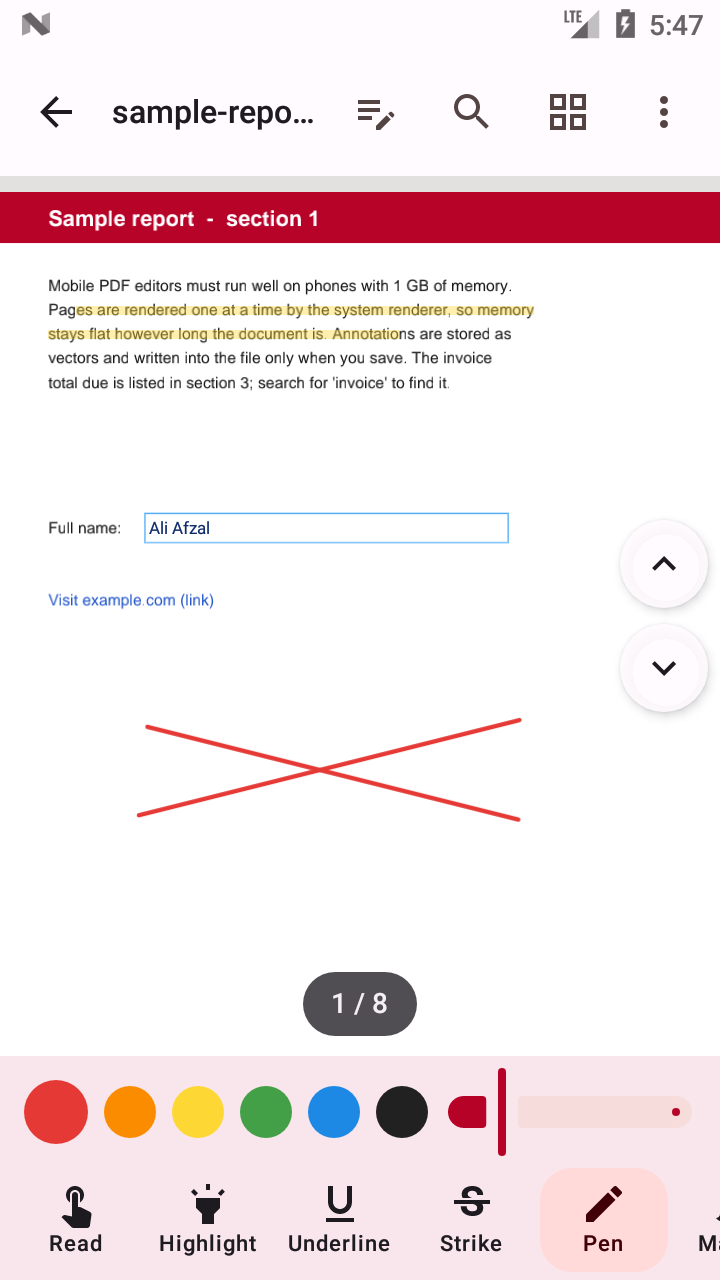 LTE 5:47
sample-repo...
Sample report - section 1
Mobile PDF editors must run well on phones with 1 GB of memory.
Pages are rendered one at a time by the system renderer, so memory
stays flat however long the document is. Annotations are stored as
vectors and written into the file only when you save. The invoice
total due is listed in section 3; search for 'invoice' to find it.
Full name: Ali Afzal
Visit example.com (link)
1 / 8
Read Highlight Underline Strike Pen